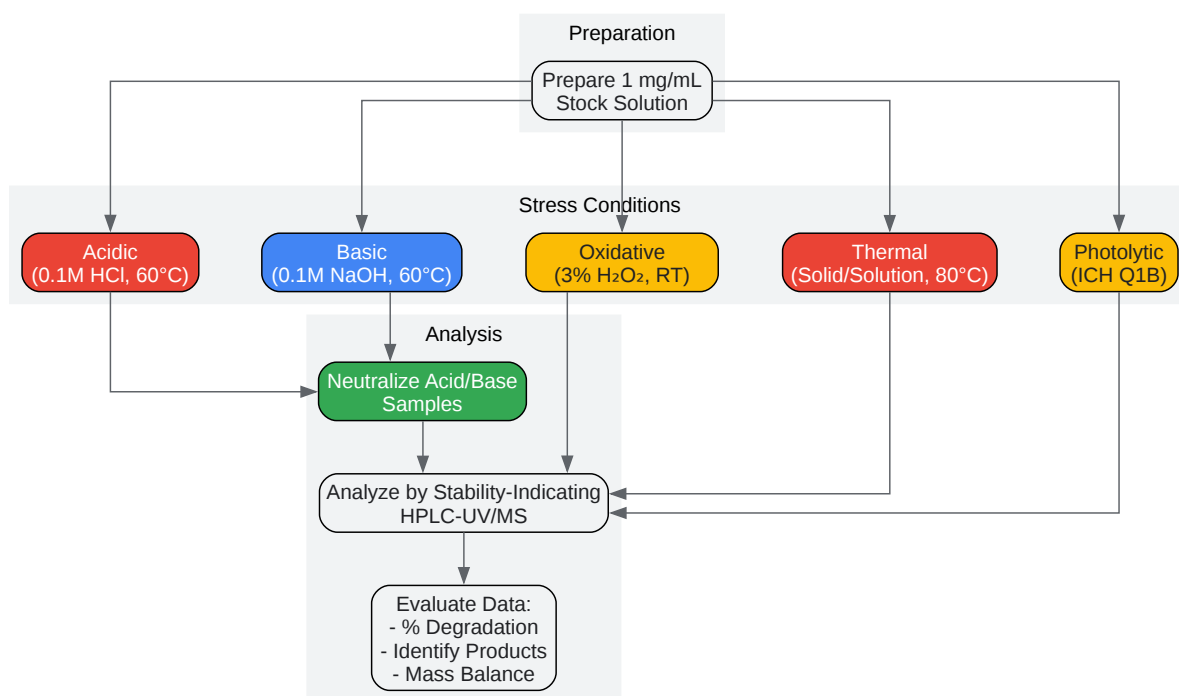 Preparation
Prepare 1 mg/mL
Stock Solution
Stress Conditions
Acidic
(0.1M HCl, 60°C)
Basic
(0.1M NaOH, 60°C)
Oxidative
(3% H₂O₂, RT)
Thermal
(Solid/Solution, 80°C)
Photolytic
(ICH Q1B)
Analysis
Neutralize Acid/Base
Samples
Analyze by Stability-Indicating
HPLC-UV/MS
Evaluate Data:
- % Degradation
- Identify Products
- Mass Balance